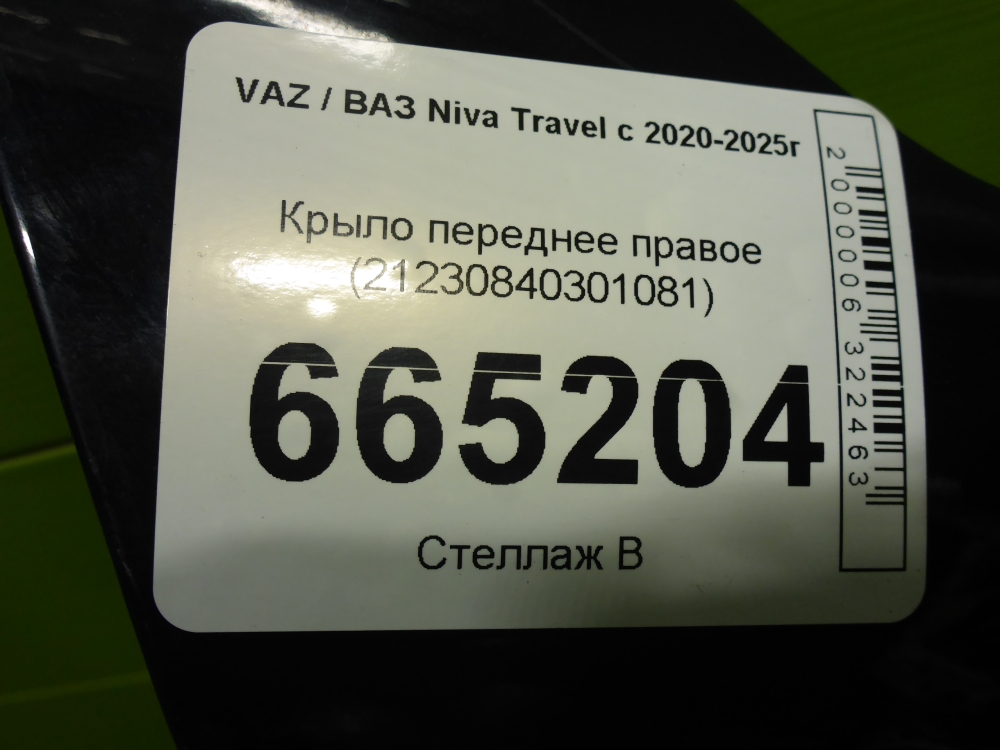 VAZ / ВАЗ Niva Travel с 2020-2025г
Крыло переднее правое
(21230840301081)
665204
Стеллаж В
2000006322463